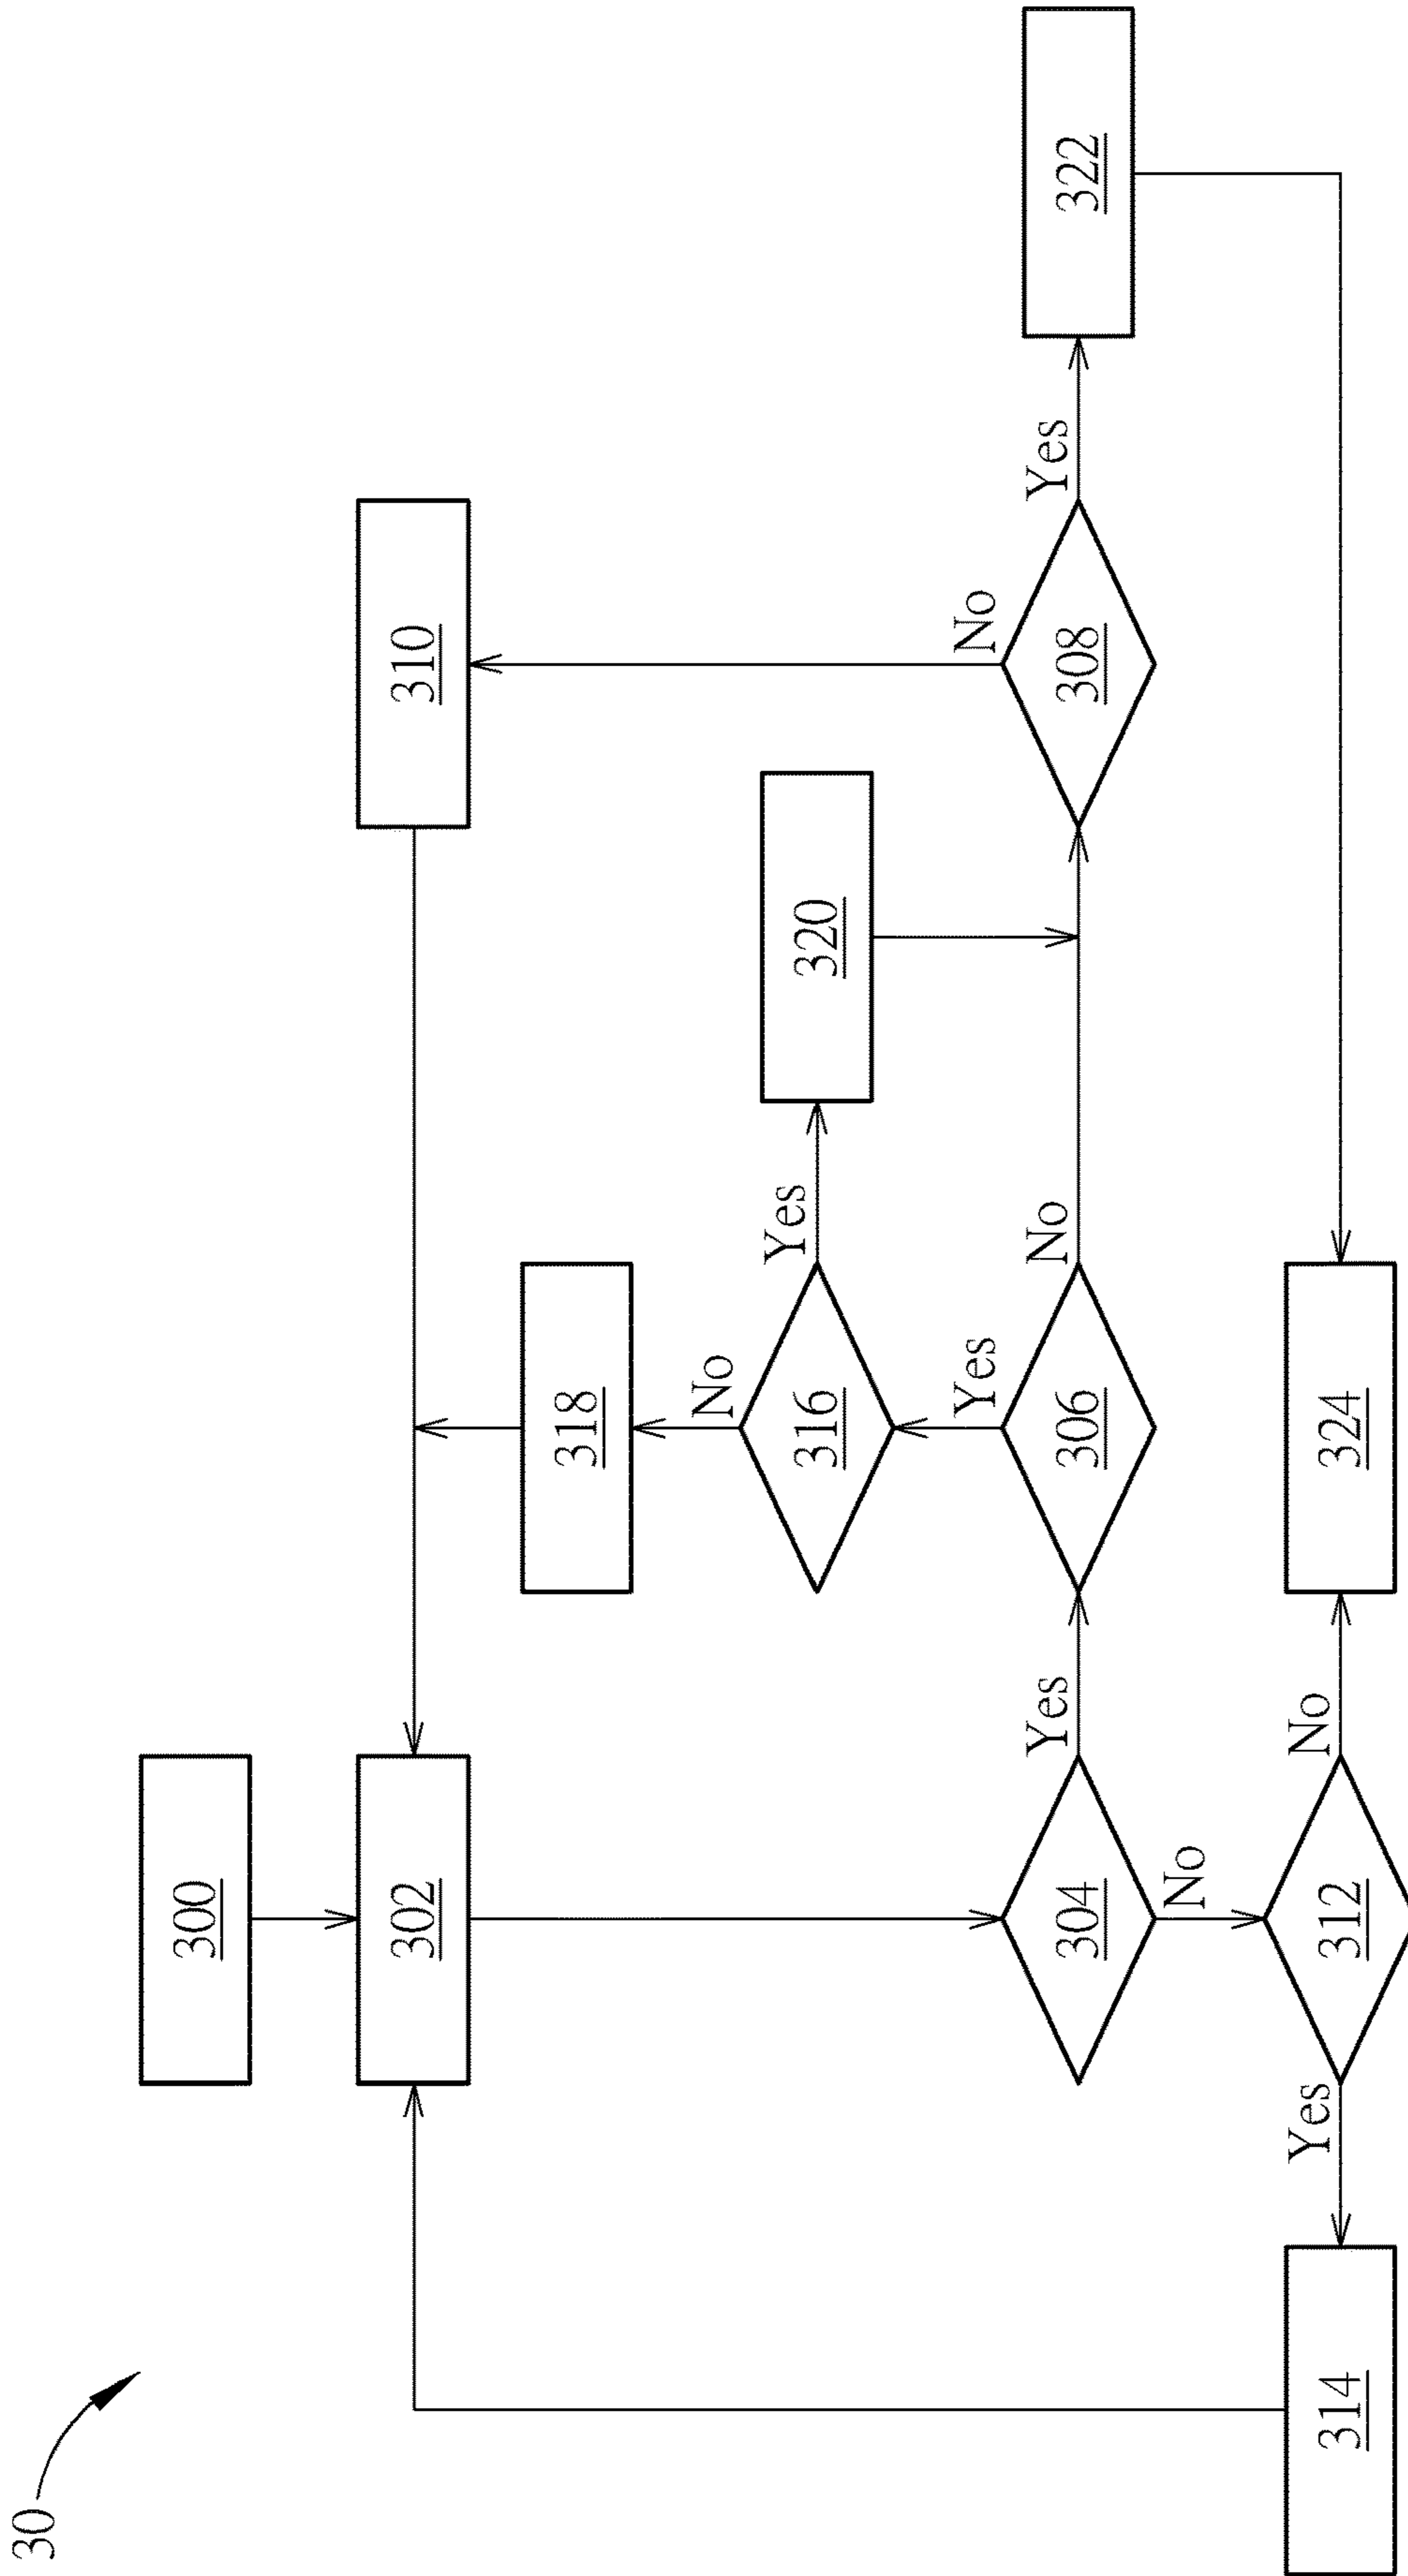 30
300
302
310
318
No
320
Yes
316
No
Yes
314
Yes
312
No
304
No
Yes
306
No
308
Yes
322
324